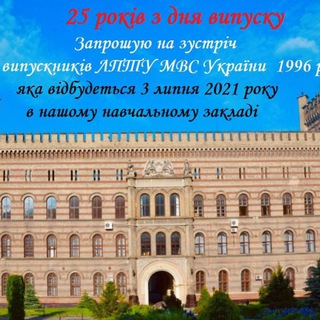 25 років з дня випуску
Запрошую на зустріч
випускників ЛПТУ МВС України 1996 р
яка відбудеться 3 липня 2021 року
в нашому навчальному закладі